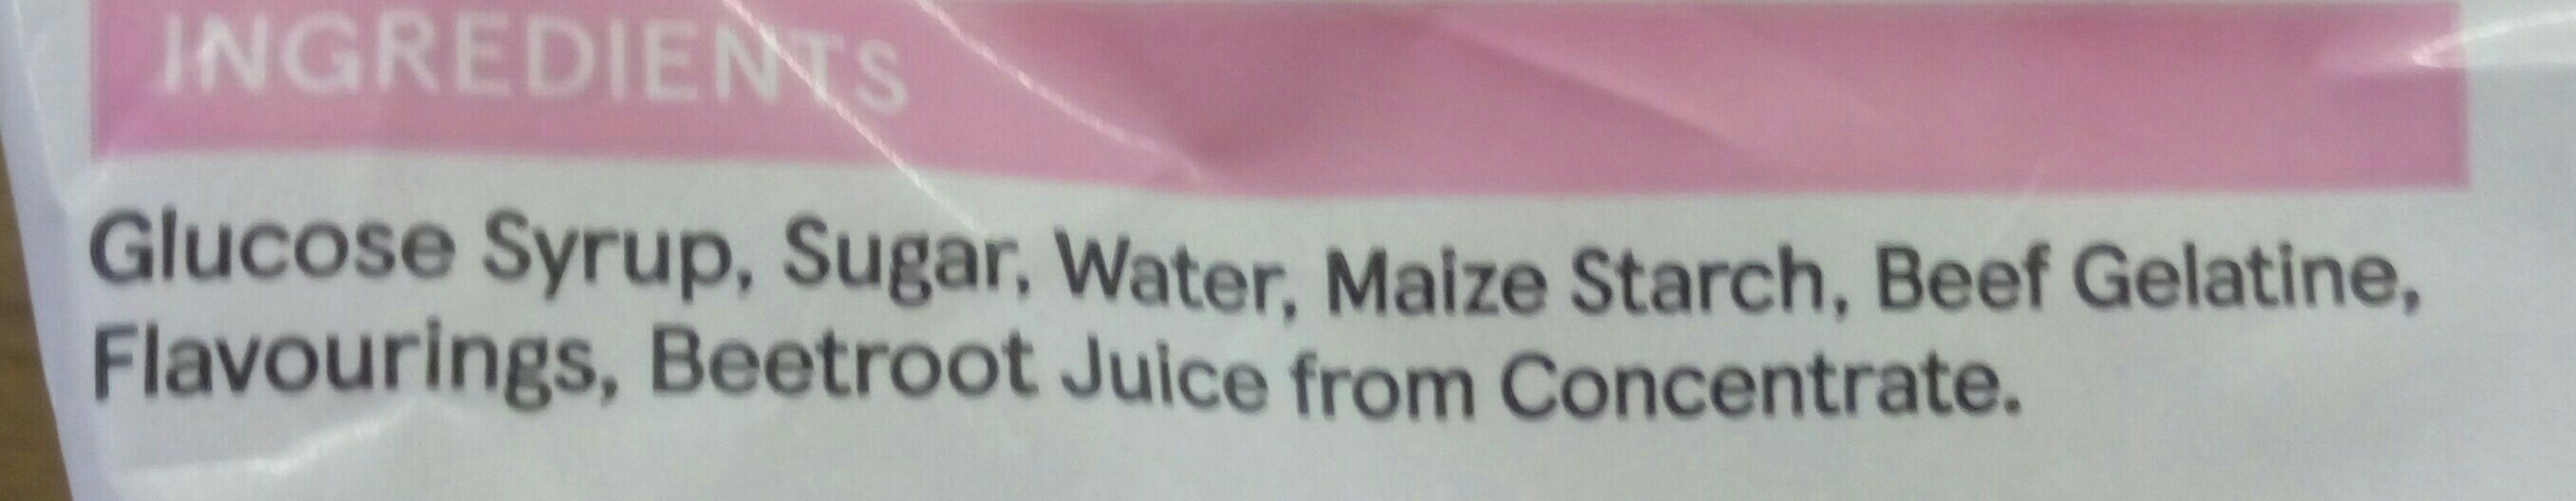 INGREDIENTS
Glucose Syrup, Sugar, Water, Maize Starch, Beef Gelatine,
Flavourings, Beetroot Juice from Concentrate.